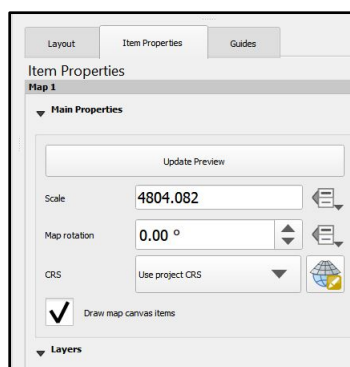 Layout
Item Properties
Guides
Item Properties
Map 1
Main Properties
Update Preview
Scale
4804.082
Map rotation
0.00 °
CRS
Use project CRS
Draw map canvas items
Layers